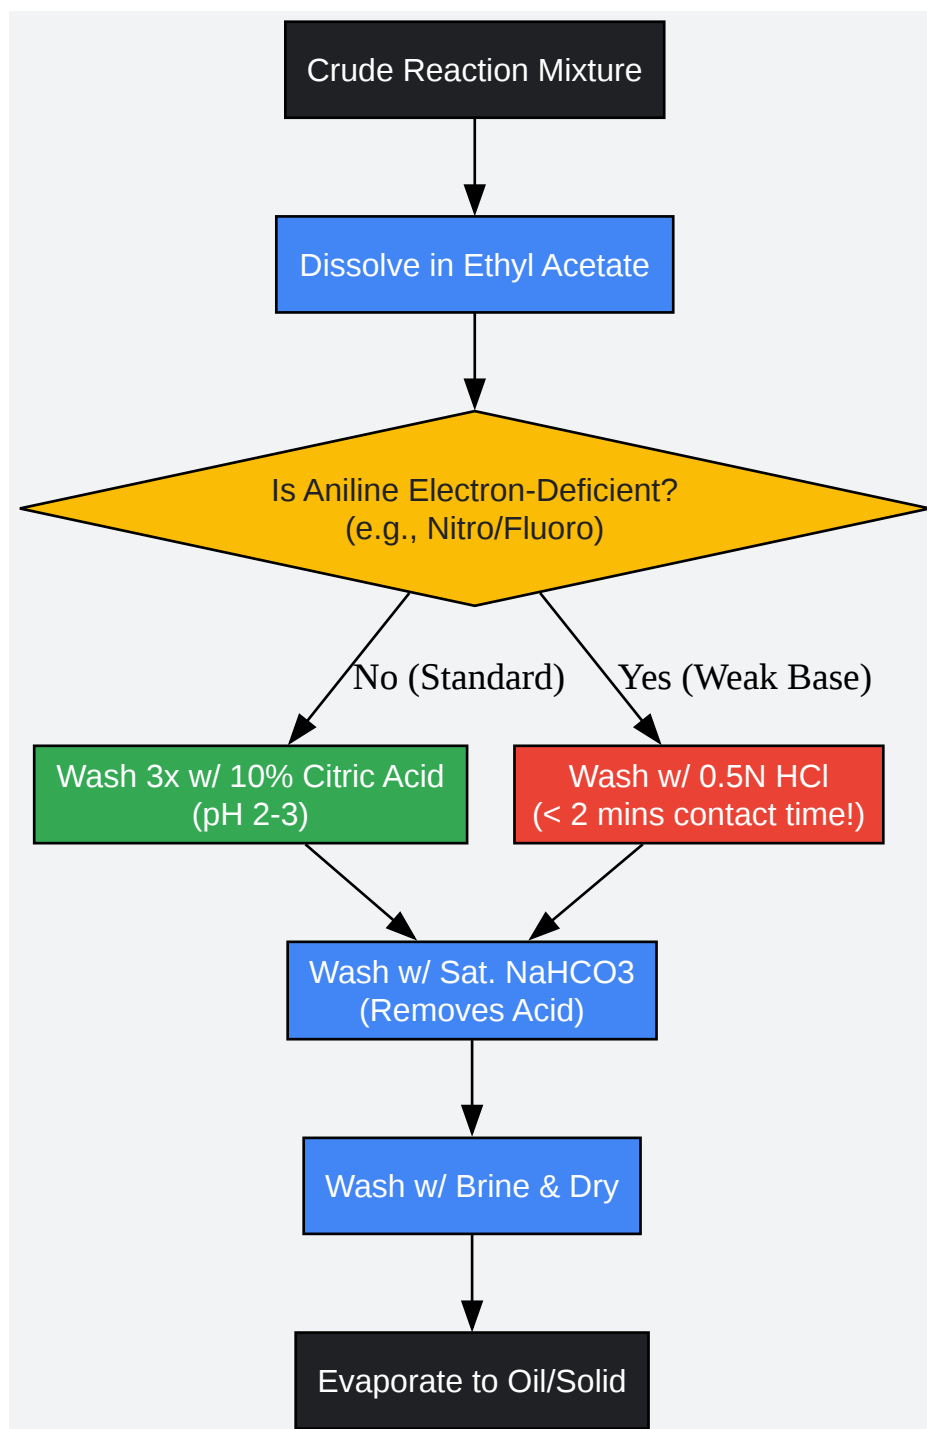 Crude Reaction Mixture
Dissolve in Ethyl Acetate
Is Aniline Electron-Deficient?
(e.g., Nitro/Fluoro)
No (Standard)
Yes (Weak Base)
Wash 3x w/ 10% Citric Acid
(pH 2-3)
Wash w/ 0.5N HCl
(< 2 mins contact time!)
Wash w/ Sat. NaHCO3
(Removes Acid)
Wash w/ Brine & Dry
Evaporate to Oil/Solid